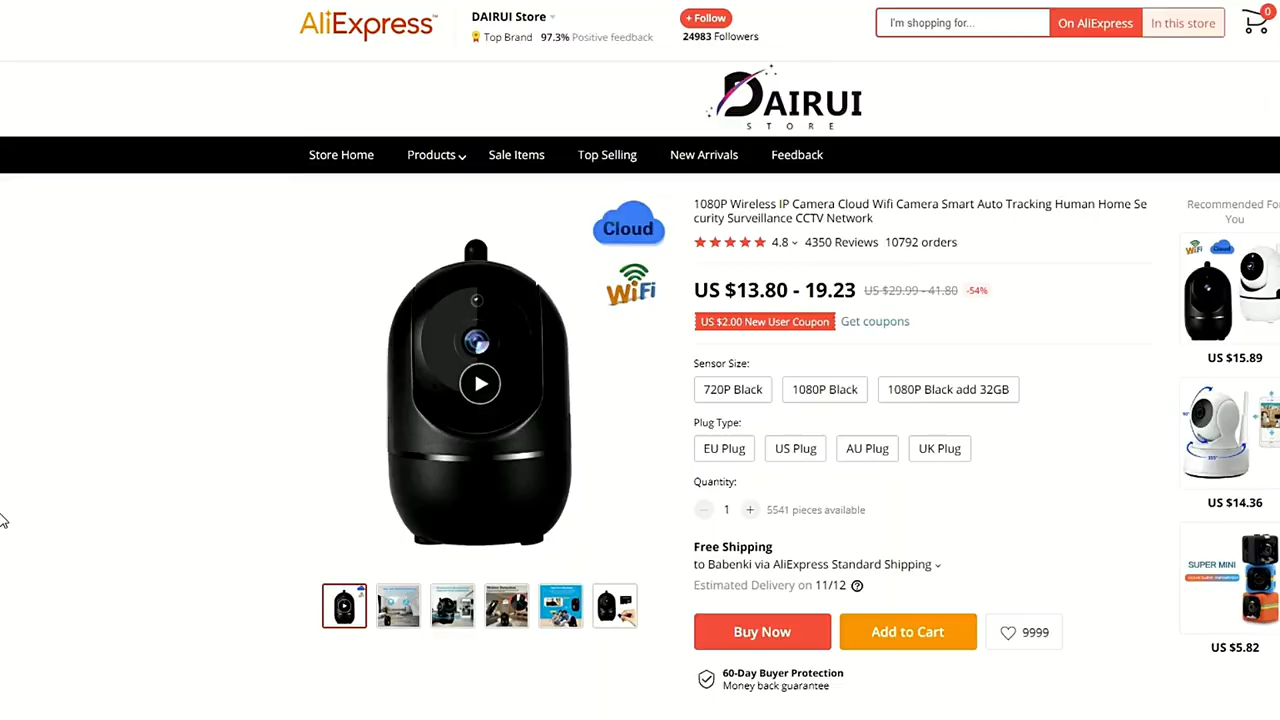 AliExpress™
DAIRUI Store
Top Brand 97.3% Positive feedback
+ Follow
24983 Followers
I'm shopping for...
On AliExpress
In this store
0
DAIRUI
STORE
Store Home
Products
Sale Items
Top Selling
New Arrivals
Feedback
Cloud
WiFi
1080P Wireless IP Camera Cloud Wifi Camera Smart Auto Tracking Human Home Se
curity Surveillance CCTV Network
4.8 4350 Reviews 10792 orders
US $13.80 - 19.23 US $29.99 - 41.80 -54%
US $2.00 New User Coupon Get coupons
Sensor Size:
720P Black 1080P Black 1080P Black add 32GB
Plug Type:
EU Plug US Plug AU Plug UK Plug
Quantity:
1 + 5541 pieces available
Free Shipping
to Babenki via AliExpress Standard Shipping
Estimated Delivery on 11/12
Buy Now Add to Cart 9999
60-Day Buyer Protection
Money back guarantee
Recommended For
You
WiFi Cloud
US $15.89
US $14.36
SUPER MINI
US $5.82